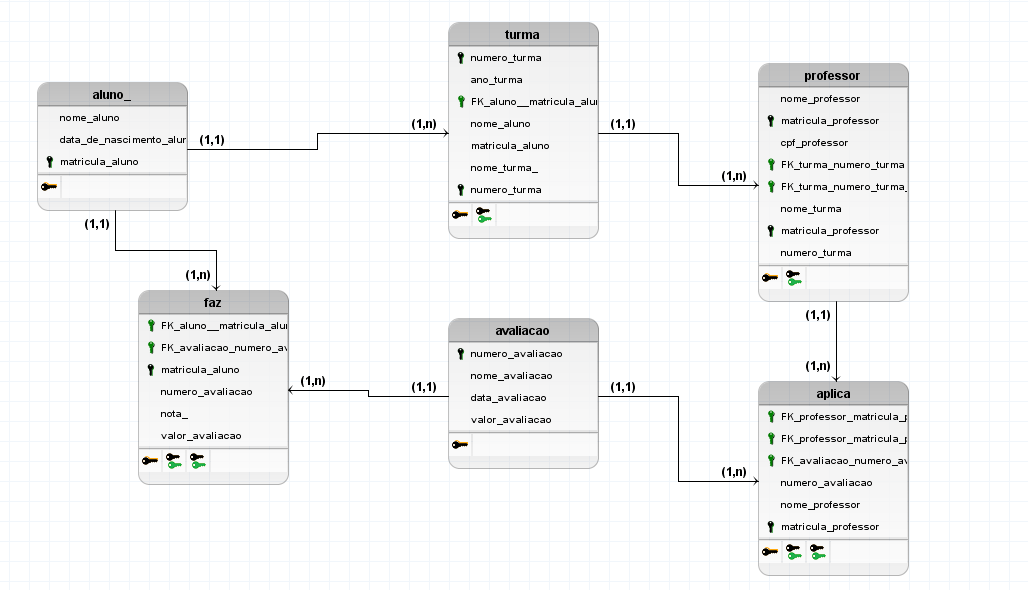 turma
numero_turma
ano_turma
FK_aluno__matricula_alu
nome_aluno
matricula_aluno
nome_turma_
numero_turma
professor
nome_professor
matricula_professor
cpf_professor
FK_turma_numero_turma
FK_turma_numero_turma_
nome_turma
matricula_professor
numero_turma
aluno_
nome_aluno
data_de_nascimento_alur
matricula_aluno
(1,1)
(1,n)
(1,1)
(1,n)
(1,1)
(1,n)
faz
FK_aluno__matricula_alu
FK_avaliacao_numero_av
matricula_aluno
numero_avaliacao
nota_
valor_avaliacao
(1,n)
(1,1)
avaliacao
numero_avaliacao
nome_avaliacao
data_avaliacao
valor_avaliacao
(1,1)
(1,n)
(1,1)
(1,n)
aplica
FK_professor_matricula_p
FK_professor_matricula_p
FK_avaliacao_numero_av
numero_avaliacao
nome_professor
matricula_professor